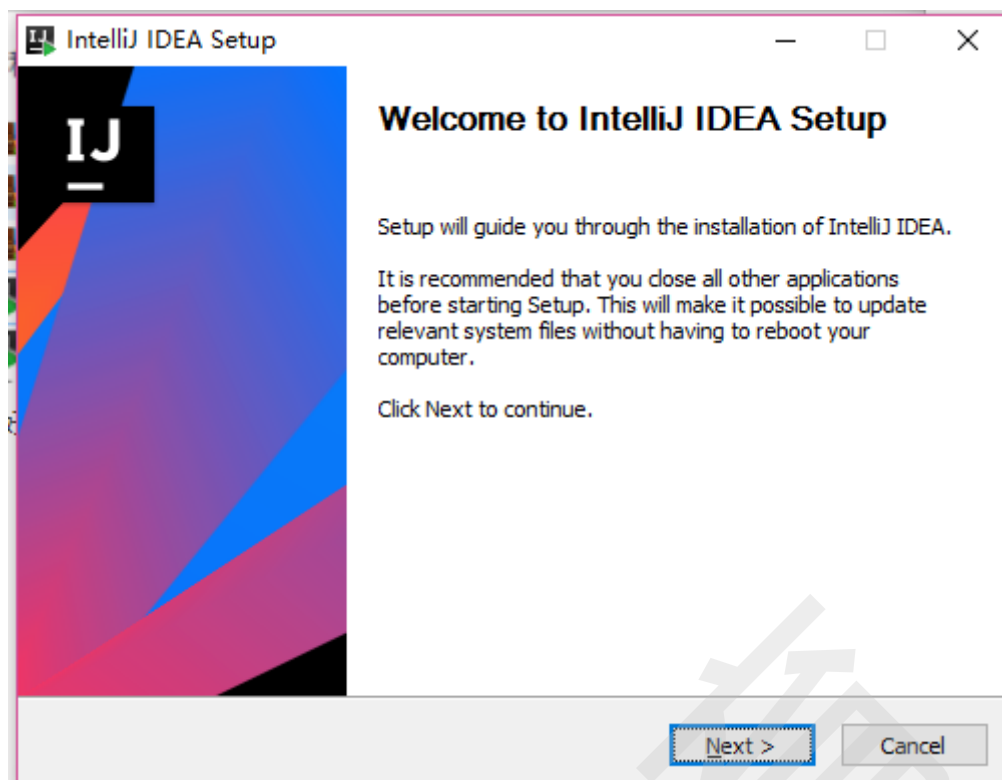 IntelliJ IDEA Setup
IJ
Welcome to IntelliJ IDEA Setup
Setup will guide you through the installation of IntelliJ IDEA.
It is recommended that you close all other applications
before starting Setup. This will make it possible to update
relevant system files without having to reboot your
computer.
Click Next to continue.
Next >
Cancel